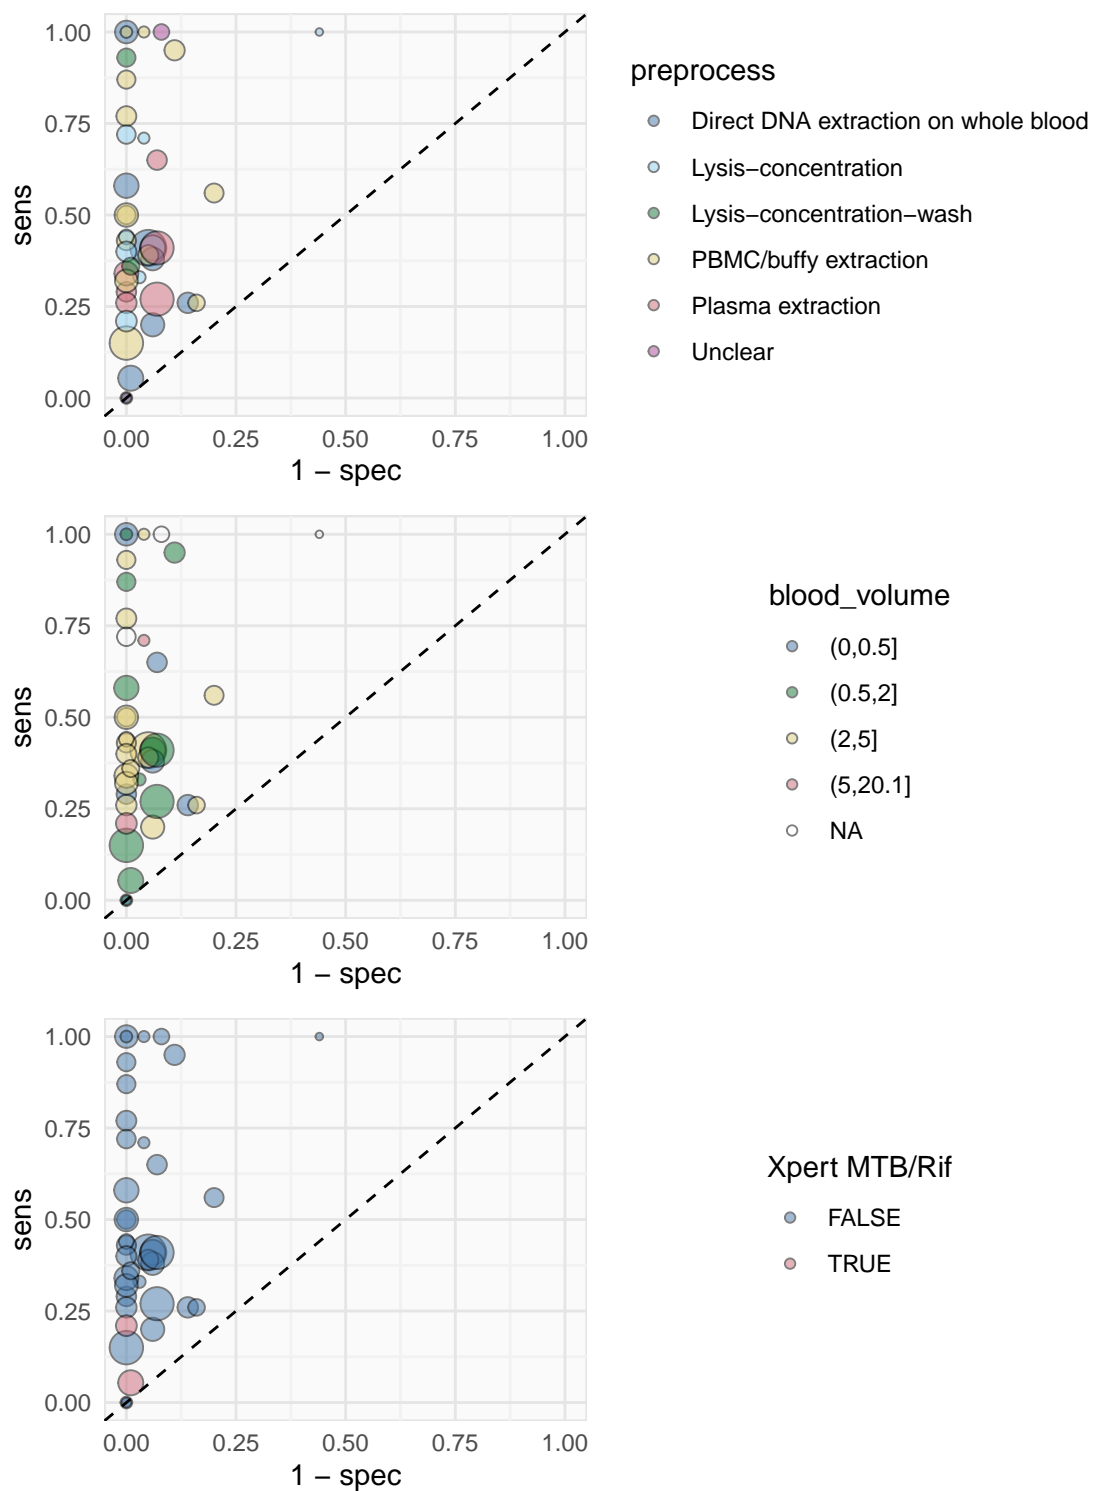 1.00
0.75
0.50
0.25
0.00
sens
0.00 0.25 0.50 0.75 1.00
1 − spec
preprocess
Direct DNA extraction on whole blood
Lysis−concentration
Lysis−concentration−wash
PBMC/buffy extraction
Plasma extraction
Unclear
1.00
0.75
0.50
0.25
0.00
sens
0.00 0.25 0.50 0.75 1.00
1 − spec
blood_volume
(0,0.5]
(0.5,2]
(2,5]
(5,20.1]
NA
1.00
0.75
0.50
0.25
0.00
sens
0.00 0.25 0.50 0.75 1.00
1 − spec
Xpert MTB/Rif
FALSE
TRUE